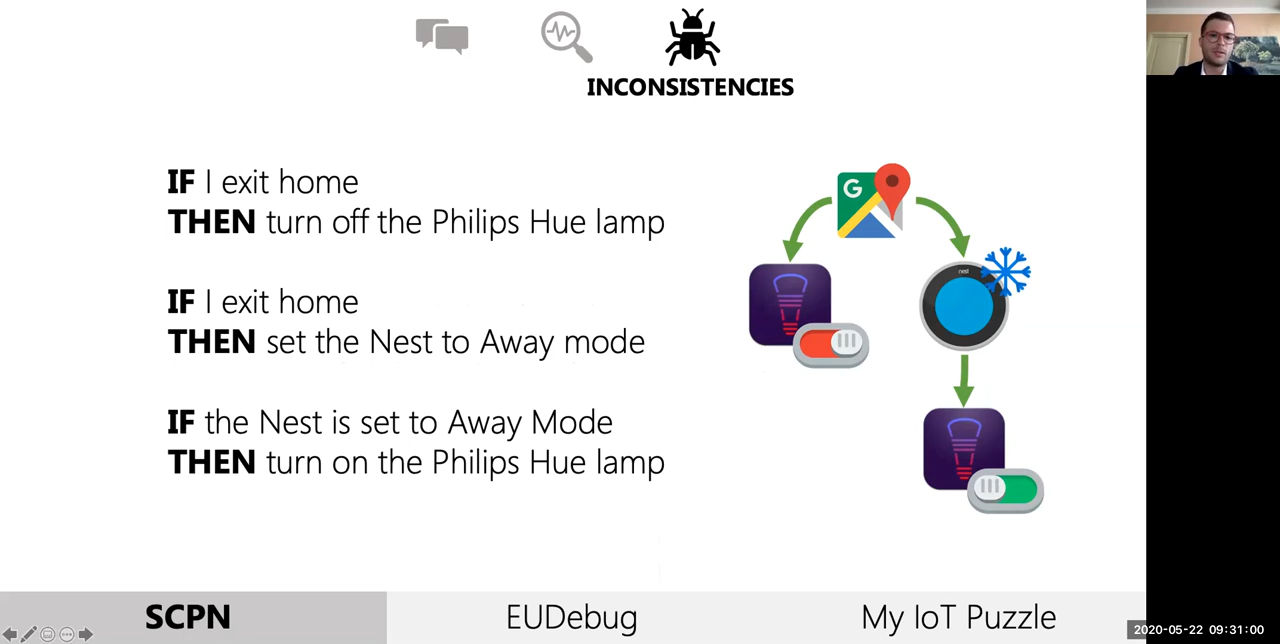 INCONSISTENCIES
IF I exit home
THEN turn off the Philips Hue lamp
IF I exit home
THEN set the Nest to Away mode
IF the Nest is set to Away Mode
THEN turn on the Philips Hue lamp
G
nest
SCPN
EUDebug
My IoT Puzzle
2020-05-22 09:31:00